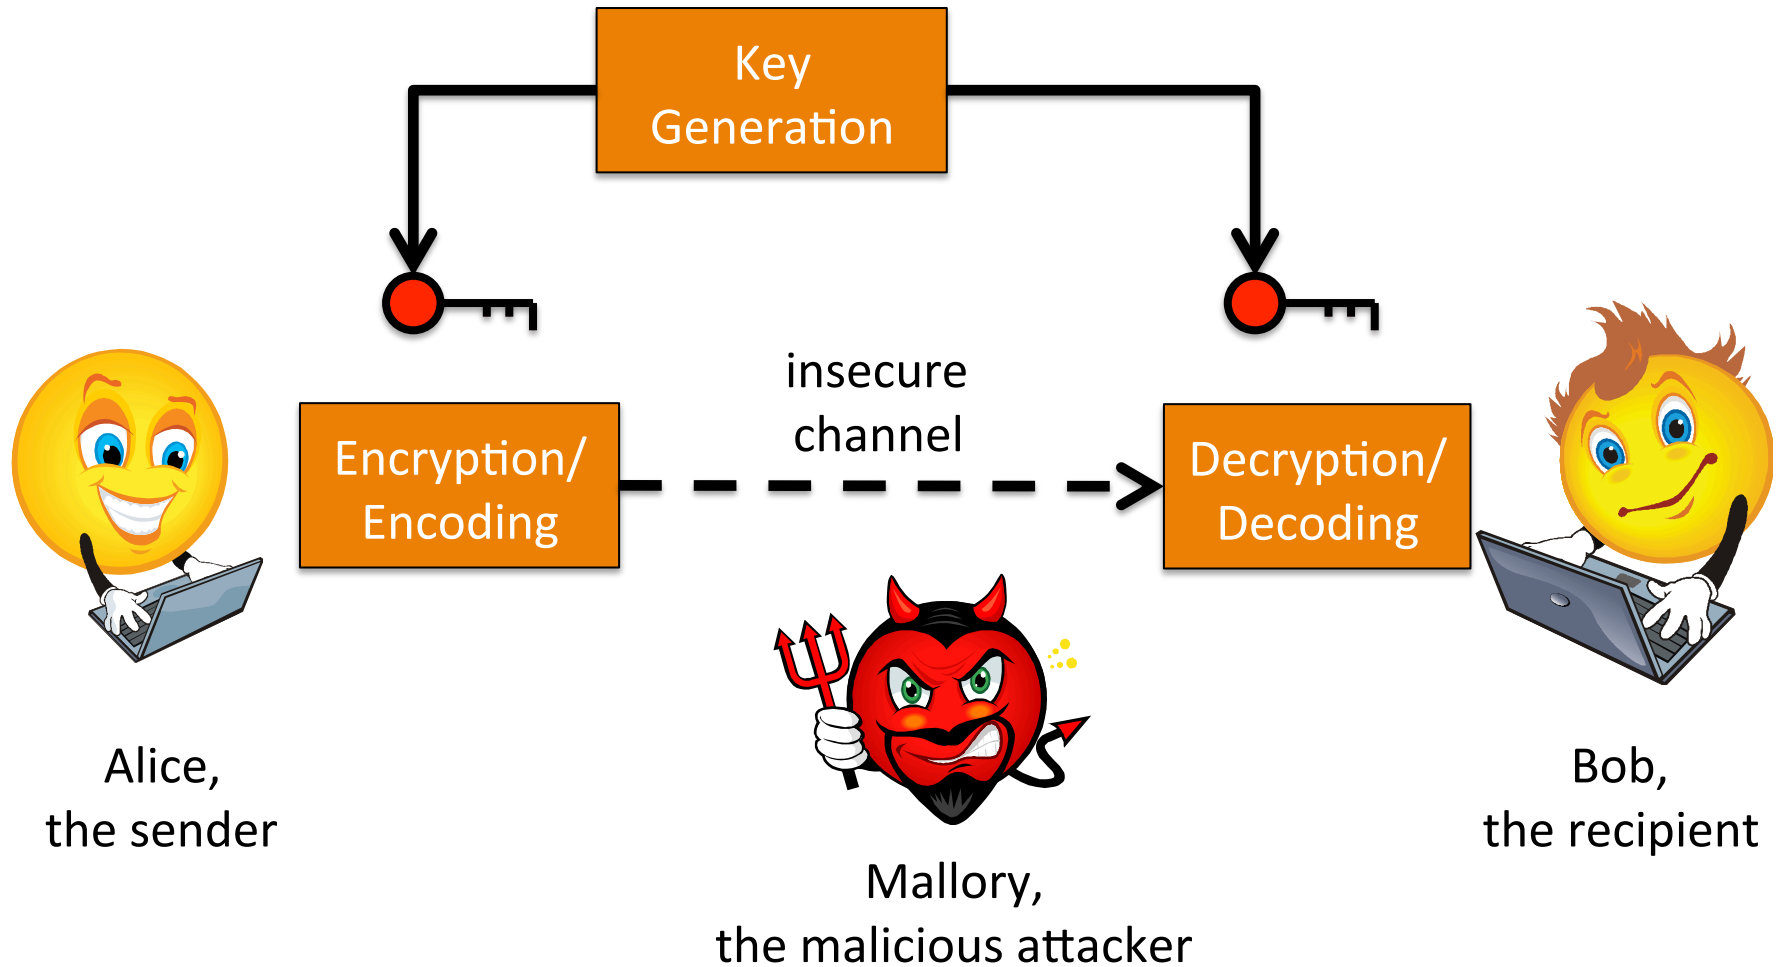 Key
Generation
insecure
channel
Encryption/
Encoding
Decryption/
Decoding
Alice,
the sender
Bob,
the recipient
Mallory,
the malicious attacker